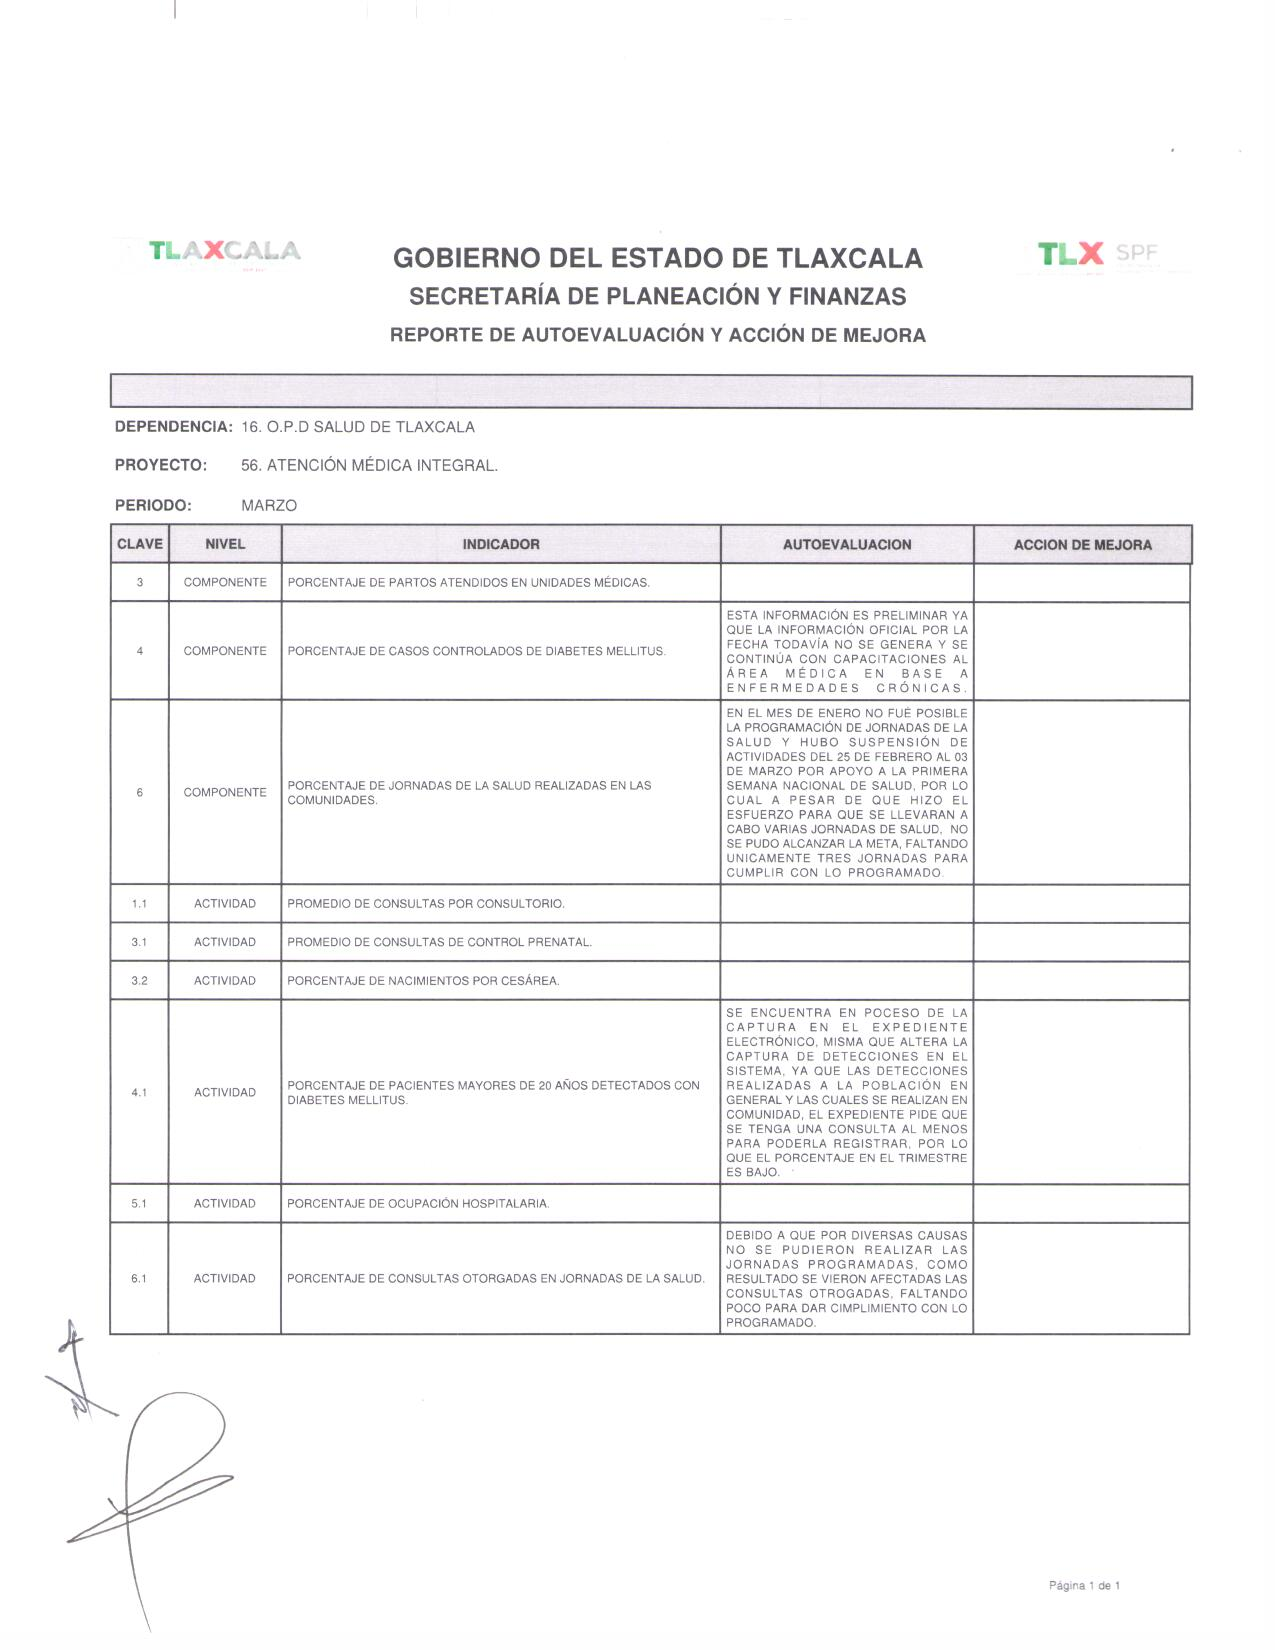 TLAXCALA
GOBIERNO DEL ESTADO DE TLAXCALA
TLX SPF
SECRETARÍA DE PLANEACIÓN Y FINANZAS
REPORTE DE AUTOEVALUACIÓN Y ACCIÓN DE MEJORA
DEPENDENCIA: 16. O.P.D SALUD DE TLAXCALA
PROYECTO: 56. ATENCIÓN MÉDICA INTEGRAL.
PERIODO: MARZO
CLAVE NIVEL INDICADOR AUTOEVALUACION ACCION DE MEJORA
3 COMPONENTE PORCENTAJE DE PARTOS ATENDIDOS EN UNIDADES MÉDICAS.
4 COMPONENTE PORCENTAJE DE CASOS CONTROLADOS DE DIABETES MELLITUS.
ESTA INFORMACIÓN ES PRELIMINAR YA
QUE LA INFORMACIÓN OFICIAL POR LA
FECHA TODAVÍA NO SE GENERA Y SE
CONTINÚA CON CAPACITACIONES AL
ÁREA MÉDICA EN BASE A
ENFERMEDADES CRÓNICAS.
6 COMPONENTE PORCENTAJE DE JORNADAS DE LA SALUD REALIZADAS EN LAS
COMUNIDADES.
EN EL MES DE ENERO NO FUÉ POSIBLE
LA PROGRAMACIÓN DE JORNADAS DE LA
SALUD Y HUBO SUSPENSIÓN DE
ACTIVIDADES DEL 25 DE FEBRERO AL 03
DE MARZO POR APOYO A LA PRIMERA
SEMANA NACIONAL DE SALUD, POR LO
CUAL A PESAR DE QUE HIZO EL
ESFUERZO PARA QUE SE LLEVARAN A
CABO VARIAS JORNADAS DE SALUD, NO
SE PUDO ALCANZAR LA META, FALTANDO
UNICAMENTE TRES JORNADAS PARA
CUMPLIR CON LO PROGRAMADO.
1.1 ACTIVIDAD PROMEDIO DE CONSULTAS POR CONSULTORIO.
3.1 ACTIVIDAD PROMEDIO DE CONSULTAS DE CONTROL PRENATAL.
3.2 ACTIVIDAD PORCENTAJE DE NACIMIENTOS POR CESÁREA.
4.1 ACTIVIDAD PORCENTAJE DE PACIENTES MAYORES DE 20 AÑOS DETECTADOS CON
DIABETES MELLITUS.
SE ENCUENTRA EN POCESO DE LA
CAPTURA EN EL EXPEDIENTE
ELECTRÓNICO, MISMA QUE ALTERA LA
CAPTURA DE DETECCIONES EN EL
SISTEMA, YA QUE LAS DETECCIONES
REALIZADAS A LA POBLACIÓN EN
GENERAL Y LAS CUALES SE REALIZAN EN
COMUNIDAD, EL EXPEDIENTE PIDE QUE
SE TENGA UNA CONSULTA AL MENOS
PARA PODERLA REGISTRAR, POR LO
QUE EL PORCENTAJE EN EL TRIMESTRE
ES BAJO.
5.1 ACTIVIDAD PORCENTAJE DE OCUPACIÓN HOSPITALARIA.
6.1 ACTIVIDAD PORCENTAJE DE CONSULTAS OTORGADAS EN JORNADAS DE LA SALUD.
DEBIDO A QUE POR DIVERSAS CAUSAS
NO SE PUDIERON REALIZAR LAS
JORNADAS PROGRAMADAS, COMO
RESULTADO SE VIERON AFECTADAS LAS
CONSULTAS OTROGADAS, FALTANDO
POCO PARA DAR CIMPLIMIENTO CON LO
PROGRAMADO.
Página 1 de 1